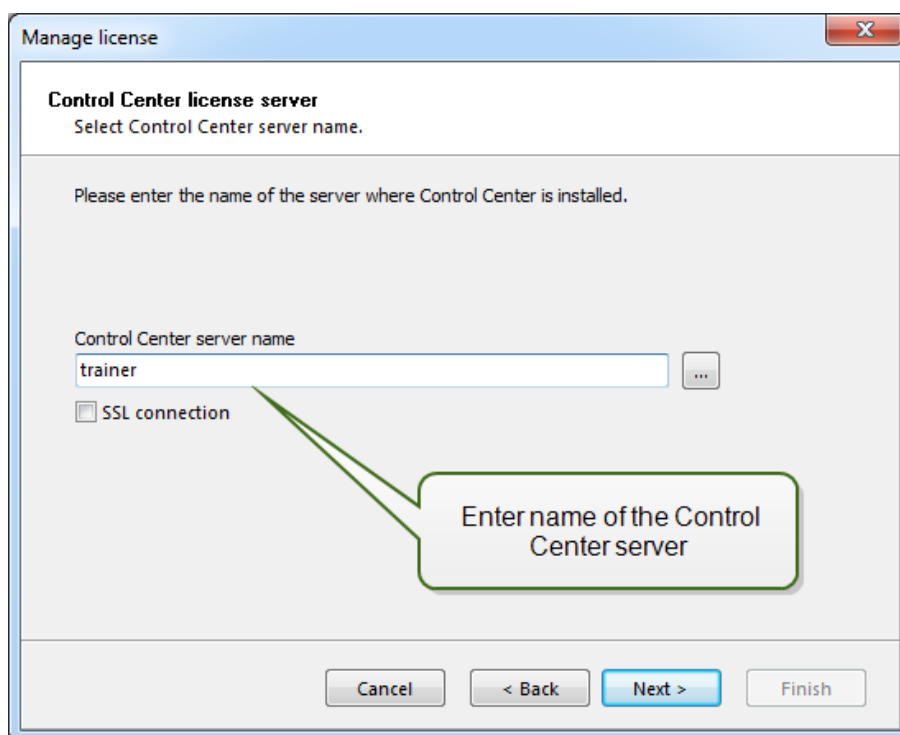 Manage license
X
Control Center license server
Select Control Center server name.
Please enter the name of the server where Control Center is installed.
Control Center server name
trainer
...
SSL connection
Enter name of the Control
Center server
Cancel
< Back
Next >
Finish